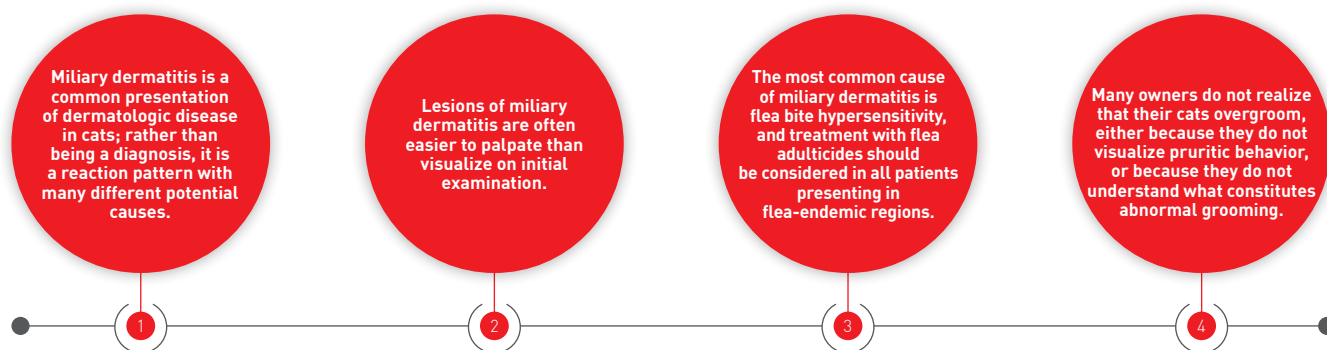 Miliary dermatitis is a
common presentation
of dermatologic disease
in cats; rather than
being a diagnosis, it is
a reaction pattern with
many different potential
causes.
Lesions of miliary
dermatitis are often
easier to palpate than
visualize on initial
examination.
The most common cause
of miliary dermatitis is
flea bite hypersensitivity,
and treatment with flea
adulticides should
be considered in all patients
presenting in
flea-endemic regions.
Many owners do not realize
that their cats overgroom,
either because they do not
visualize pruritic behavior,
or because they do not
understand what constitutes
abnormal grooming.
1
2
3
4